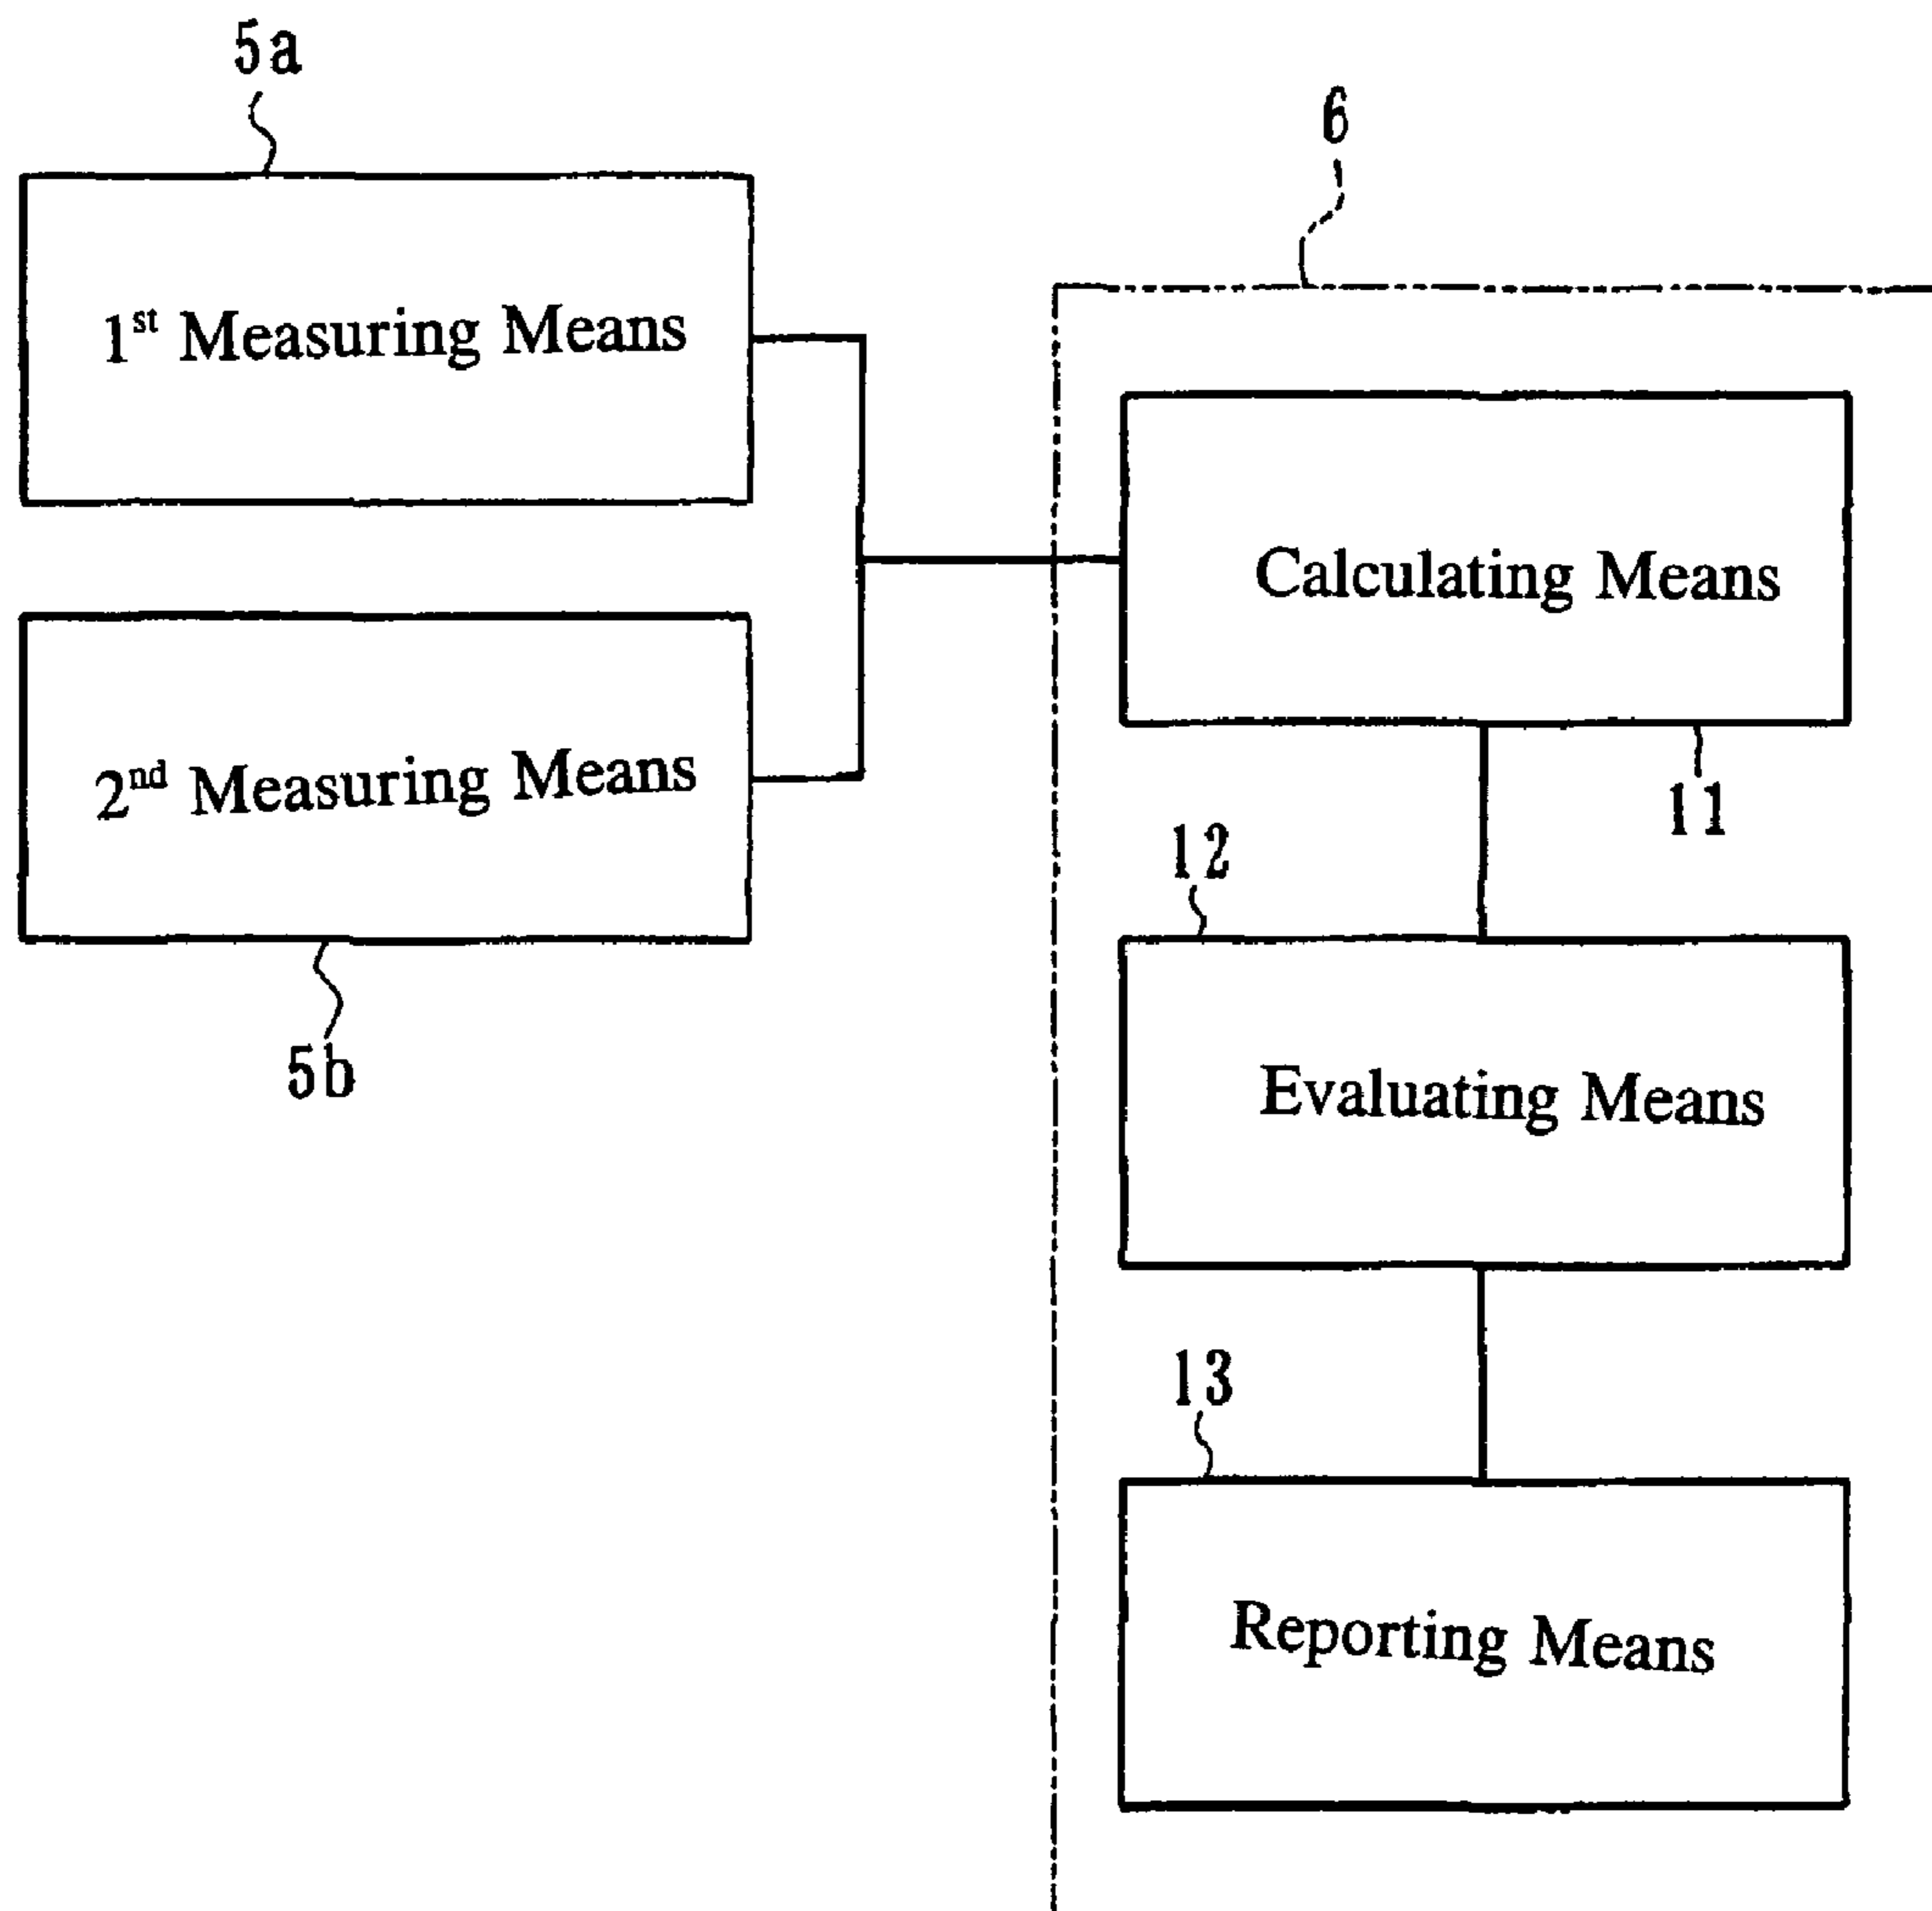 5a
6
1st Measuring Means
Calculating Means
2nd Measuring Means
11
12
5b
Evaluating Means
13
Reporting Means